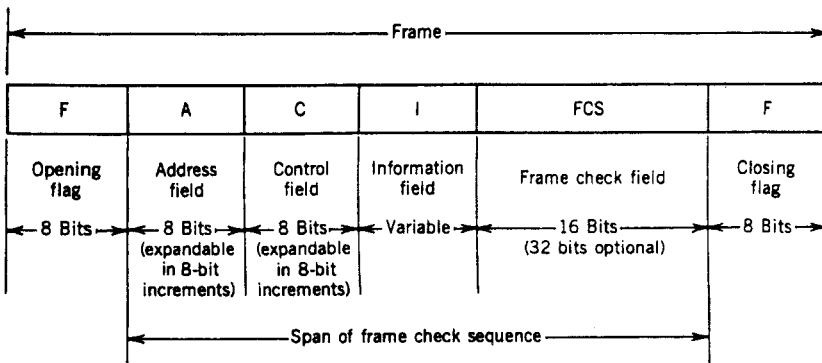 Frame
F A C I FCS F
Opening flag
Address field
Control field
Information field
Frame check field
Closing flag
8 Bits
8 Bits (expandable in 8-bit increments)
8 Bits (expandable in 8-bit increments)
Variable
16 Bits (32 bits optional)
8 Bits
Span of frame check sequence